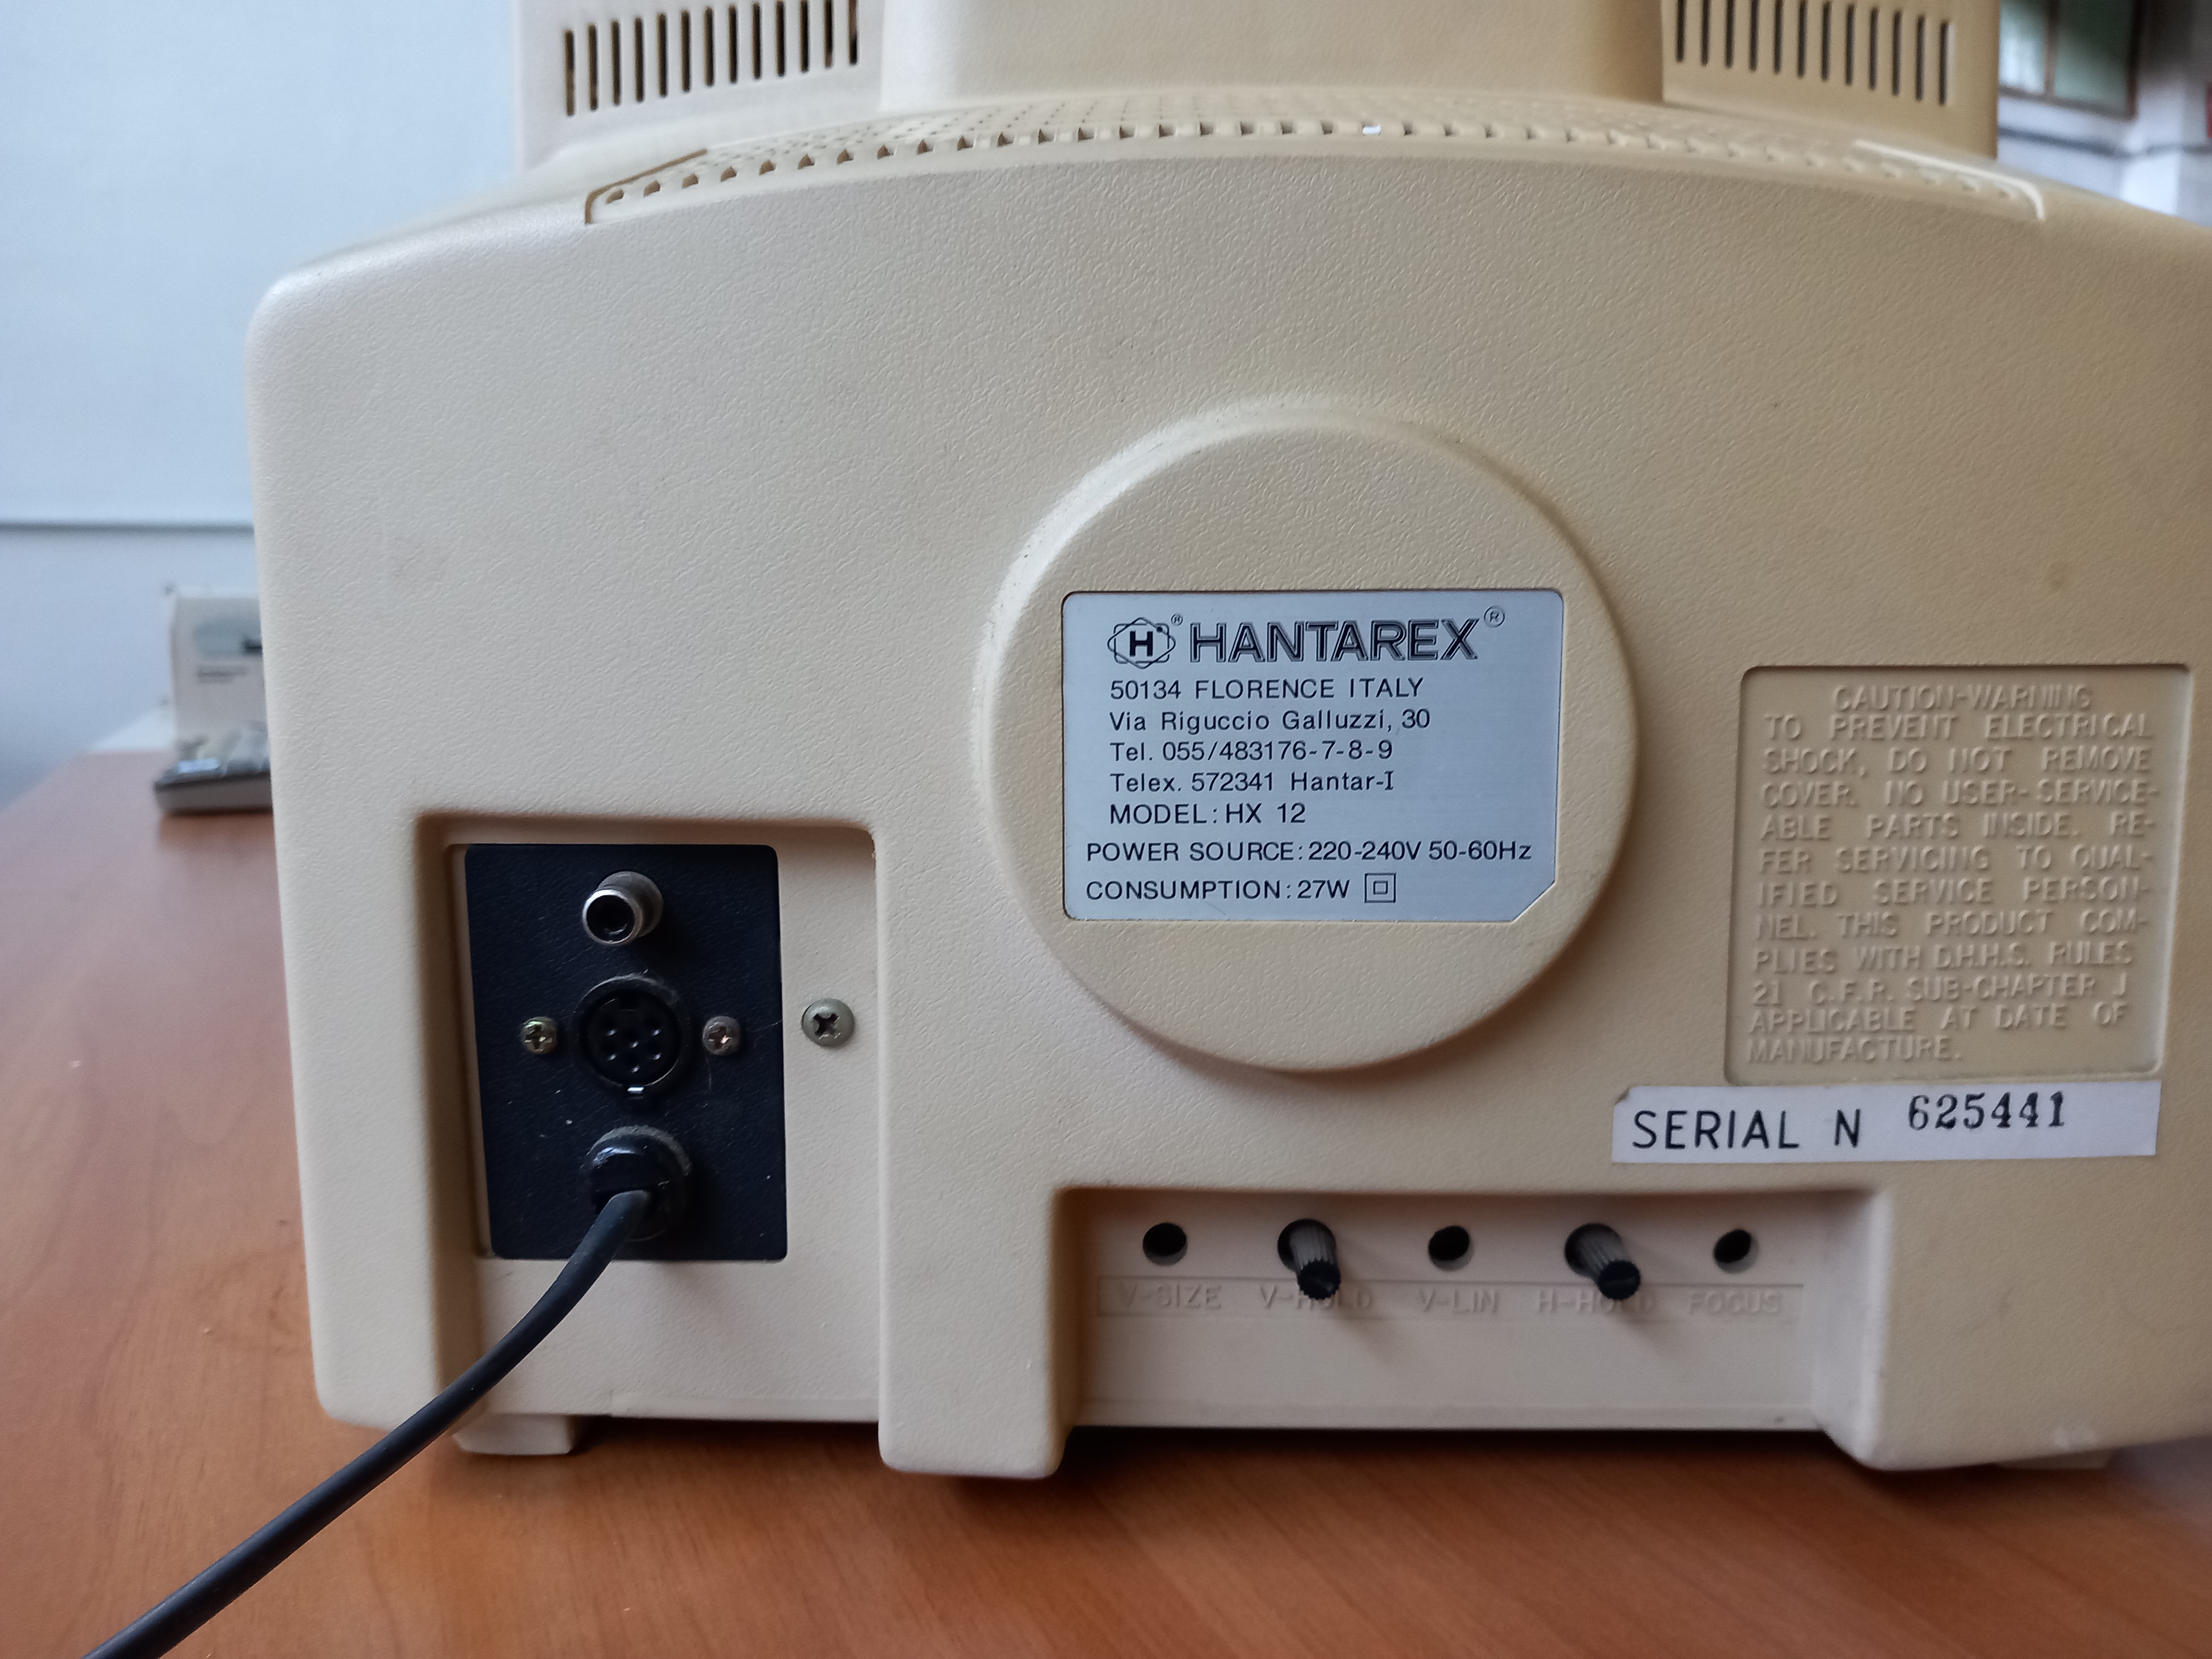 H ® HANTAREX ®
50134 FLORENCE ITALY
Via Riguccio Galluzzi, 30
Tel. 055/483176-7-8-9
Telex. 572341 Hantar-I
MODEL: HX 12
POWER SOURCE: 220-240V 50-60Hz
CONSUMPTION: 27W
CAUTION-WARNING
TO PREVENT ELECTRICAL
SHOCK, DO NOT REMOVE
COVER. NO USER-SERVICE-
ABLE PARTS INSIDE. RE-
FER SERVICING TO QUAL-
IFIED SERVICE PERSON-
NEL. THIS PRODUCT COM-
PLIES WITH D.H.H.S. RULES
21 C.F.R. SUB-CHAPTER J
APPLICABLE AT DATE OF
MANUFACTURE.
SERIAL N 625441
V-SIZE V-HOLD V-LIN H-HOLD FOCUS